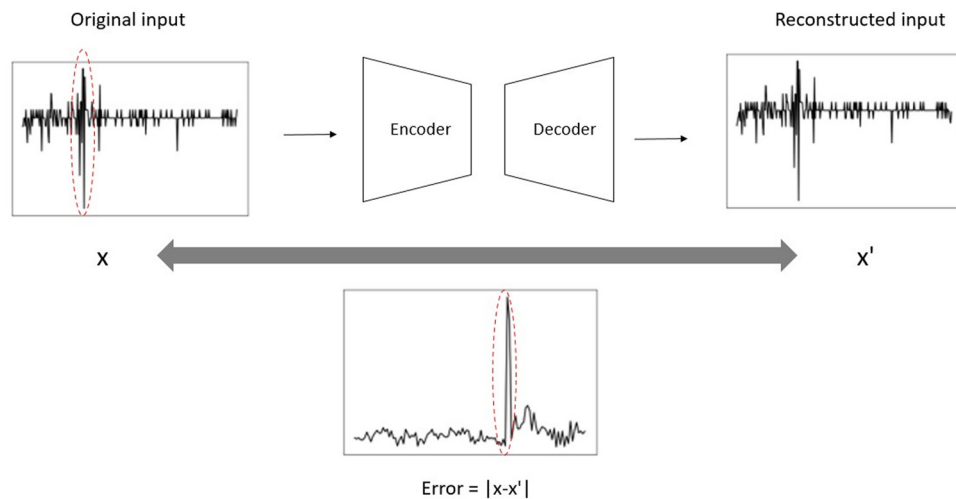 Original input
Reconstructed input
Encoder
Decoder
x
x'
Error = |x-x'|